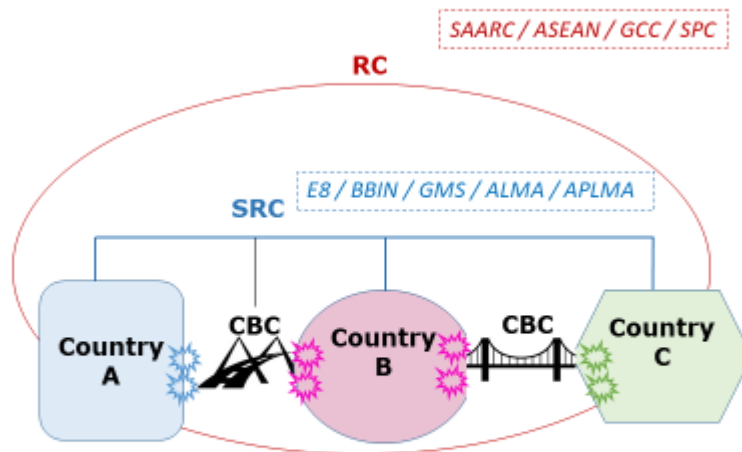 SAARC / ASEAN / GCC / SPC
RC
E8 / BBIN / GMS / ALMA / APLMA
SRC
CBC
CBC
Country
A
Country
B
Country
C